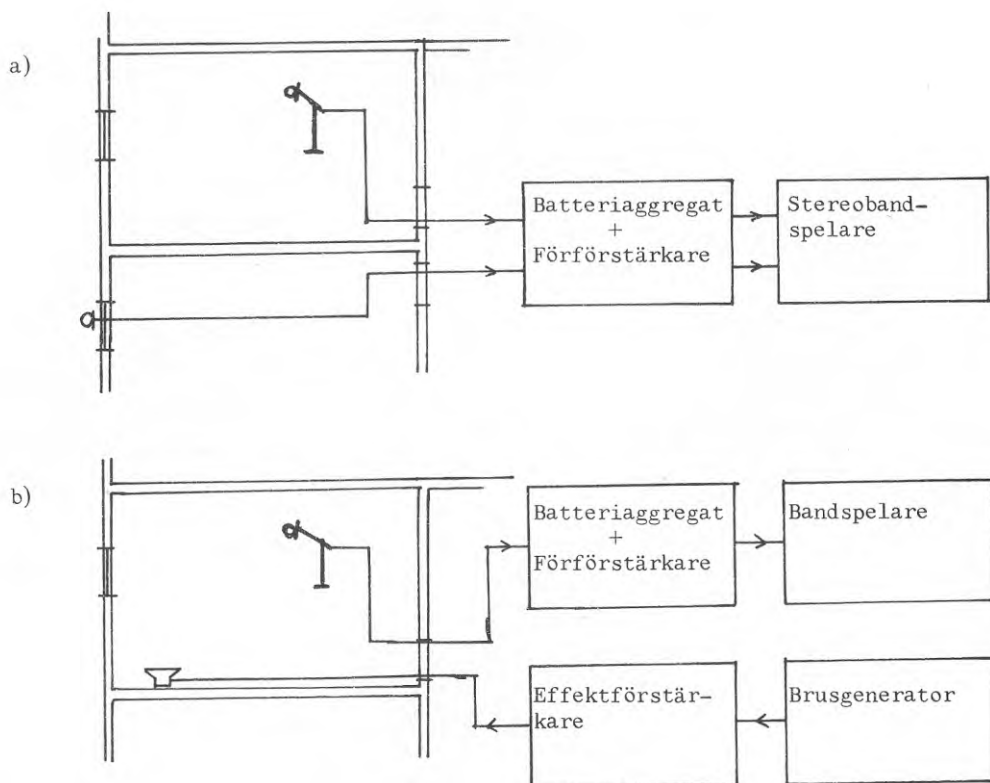 a)
Batteriaggregat
+
Förförstärkare
Stereoband-
spelare
b)
Batteriaggregat
+
Förförstärkare
Bandspelare
Effektförstär-
kare
Brusgenerator